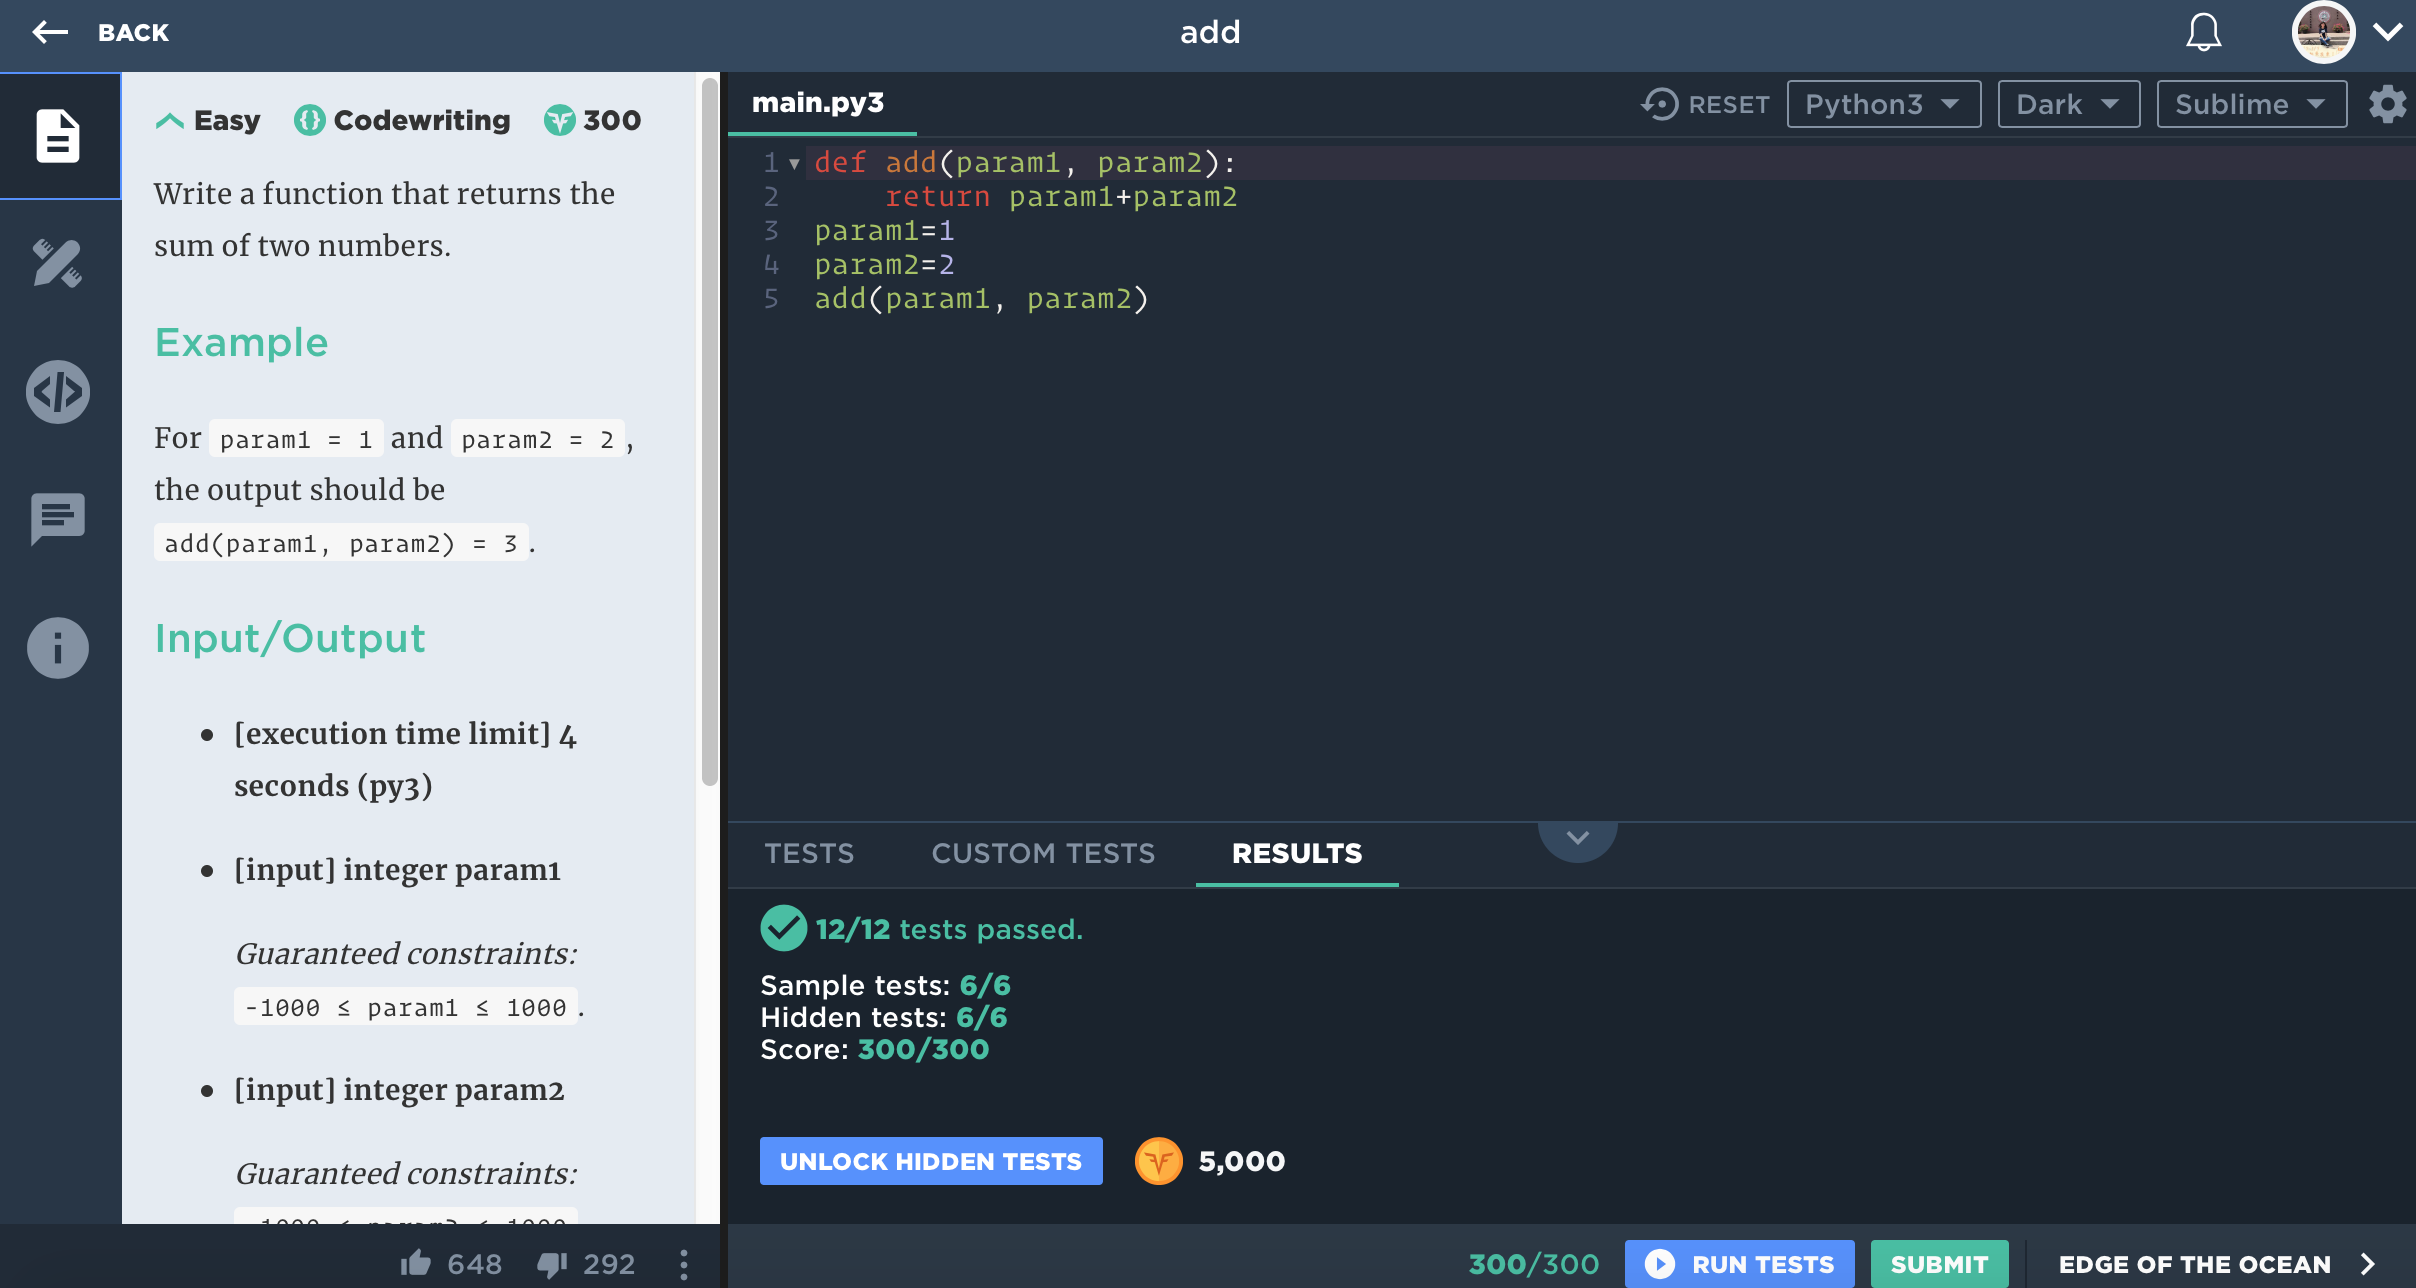 BACK
add
Easy
Codewriting
300
Write a function that returns the
sum of two numbers.
Example
For param1 = 1 and param2 = 2 ,
the output should be
add(param1, param2) = 3 .
Input/Output
[execution time limit] 4
seconds (py3)
[input] integer param1
Guaranteed constraints:
-1000 ≤ param1 ≤ 1000 .
[input] integer param2
Guaranteed constraints:
-1000 ≤ param2 ≤ 1000
648
292
main.py3
RESET
Python3
Dark
Sublime
1 def add(param1, param2):
2 return param1+param2
3 param1=1
4 param2=2
5 add(param1, param2)
TESTS
CUSTOM TESTS
RESULTS
12/12 tests passed.
Sample tests: 6/6
Hidden tests: 6/6
Score: 300/300
UNLOCK HIDDEN TESTS
5,000
300/300
RUN TESTS
SUBMIT
EDGE OF THE OCEAN